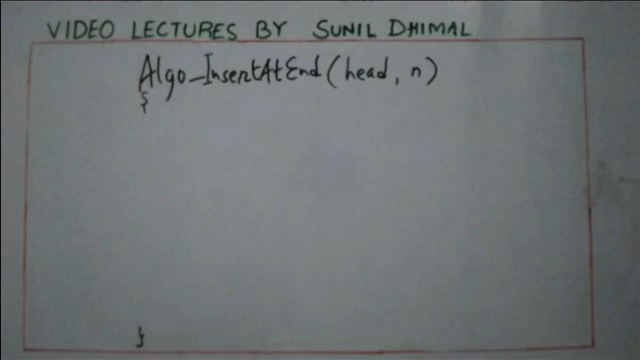 VIDEO LECTURES BY SUNIL DHIMAL
Algo_InsertAtEnd(head, n)
{
}